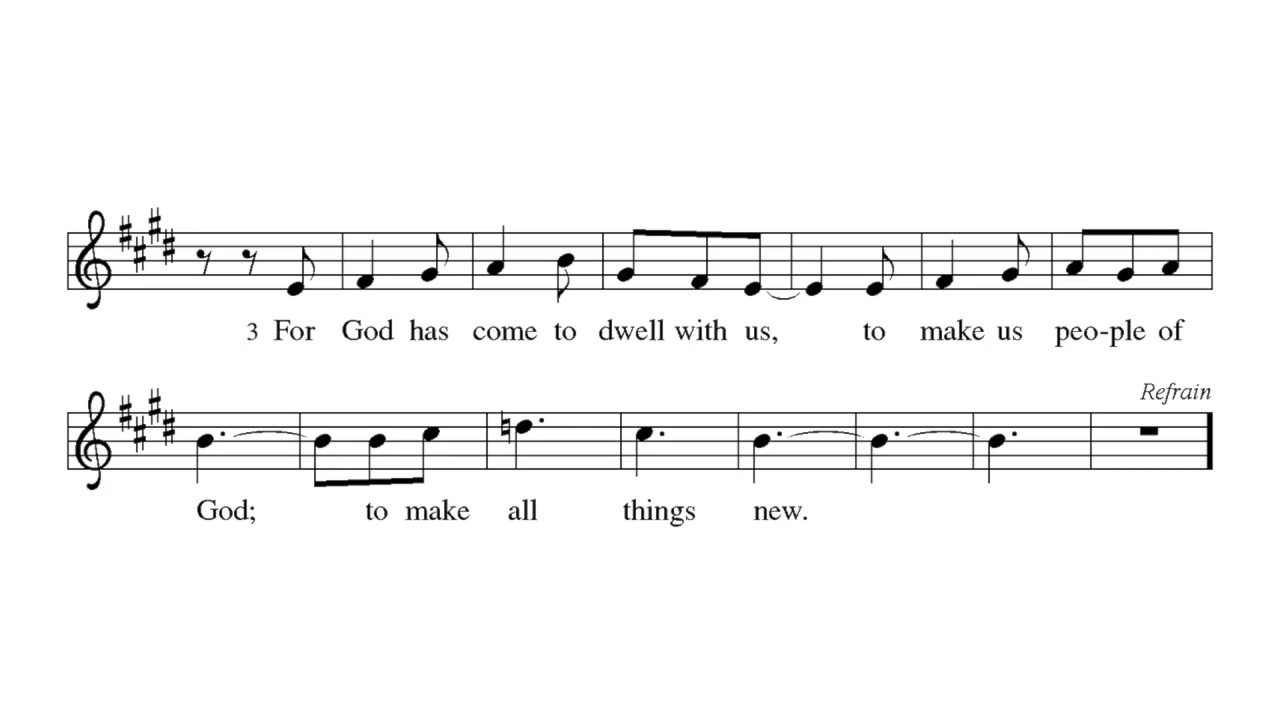 3 For God has come to dwell with us, to make us peo-ple of
Refrain
God; to make all things new.